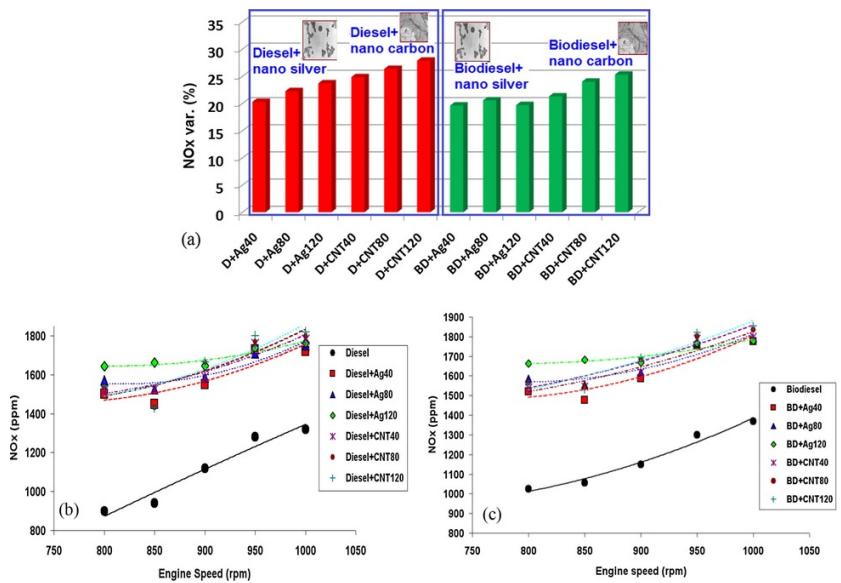 35
30
25
20
15
10
5
0
NOx var. (%)
Diesel+
nano silver
Diesel+
nano carbon
Biodiesel+
nano silver
Biodiesel+
nano carbon
D+Ag40
D+Ag80
D+Ag120
D+CNT40
D+CNT80
D+CNT120
BD+Ag40
BD+Ag80
BD+Ag120
BD+CNT40
BD+CNT80
BD+CNT120
(a)
1800
1600
1400
1200
1000
800
NOx (ppm)
750
800
850
900
950
1000
1050
Engine Speed (rpm)
(b)
Diesel
Diesel+Ag40
Diesel+Ag80
Diesel+Ag120
Diesel+CNT40
Diesel+CNT80
Diesel+CNT120
1900
1800
1700
1600
1500
1400
1300
1200
1100
1000
900
800
NOx (ppm)
750
800
850
900
950
1000
1050
Engine Speed (rpm)
(c)
Biodiesel
BD+Ag40
BD+Ag80
BD+Ag120
BD+CNT40
BD+CNT80
BD+CNT120